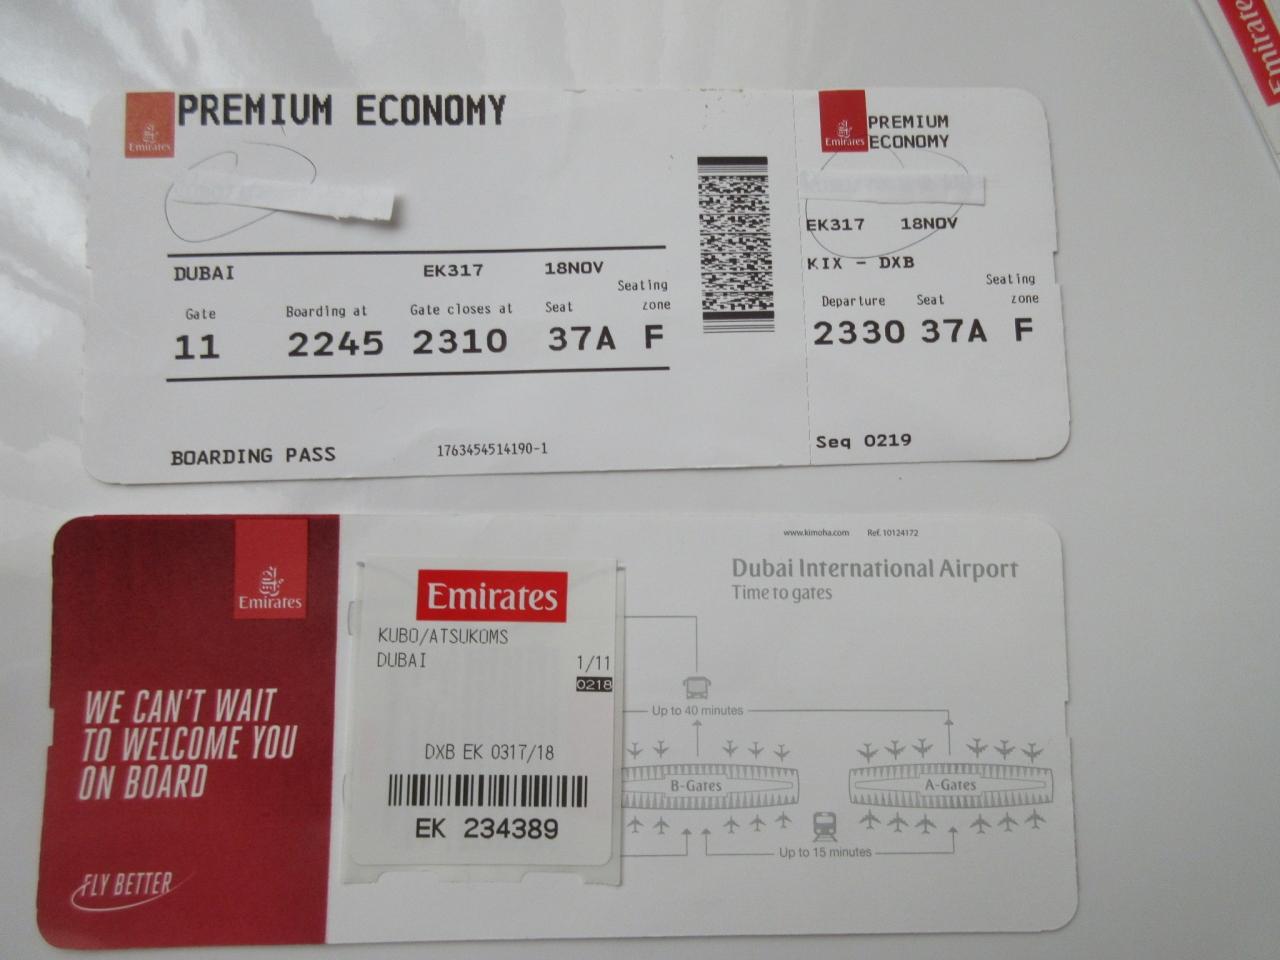 Emirates
PREMIUM ECONOMY
Emirates
PREMIUM
ECONOMY
Emirates
EK317 18NOV
KIX - DXB
DUBAI EK317 18NOV
Gate Boarding at Gate closes at Seat Seating zone
11 2245 2310 37A F
Departure Seat Seating zone
2330 37A F
BOARDING PASS 1763454514190-1
Seq 0219
www.kimoha.com Ref. 10124172
Emirates
WE CAN'T WAIT
TO WELCOME YOU
ON BOARD
FLY BETTER
Emirates
KUBO/ATSUKOMS
DUBAI 1/11
0218
DXB EK 0317/18
EK 234389
Dubai International Airport
Time to gates
Up to 40 minutes
B-Gates
A-Gates
Up to 15 minutes